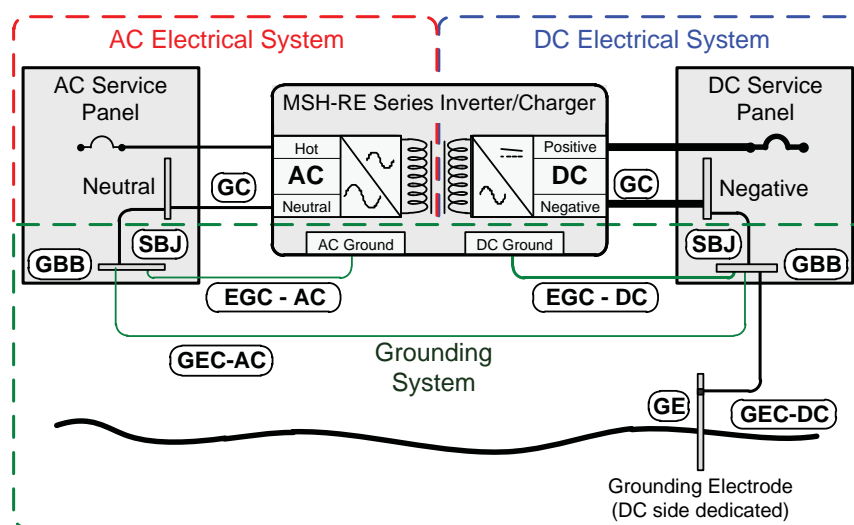 AC Electrical System
DC Electrical System
AC Service
Panel
MSH-RE Series Inverter/Charger
DC Service
Panel
Hot
AC
Neutral
Positive
DC
Negative
Neutral
GC
GC
Negative
SBJ
AC Ground
DC Ground
SBJ
GBB
GBB
EGC - AC
EGC - DC
GEC-AC
Grounding
System
GE
GEC-DC
Grounding Electrode
(DC side dedicated)